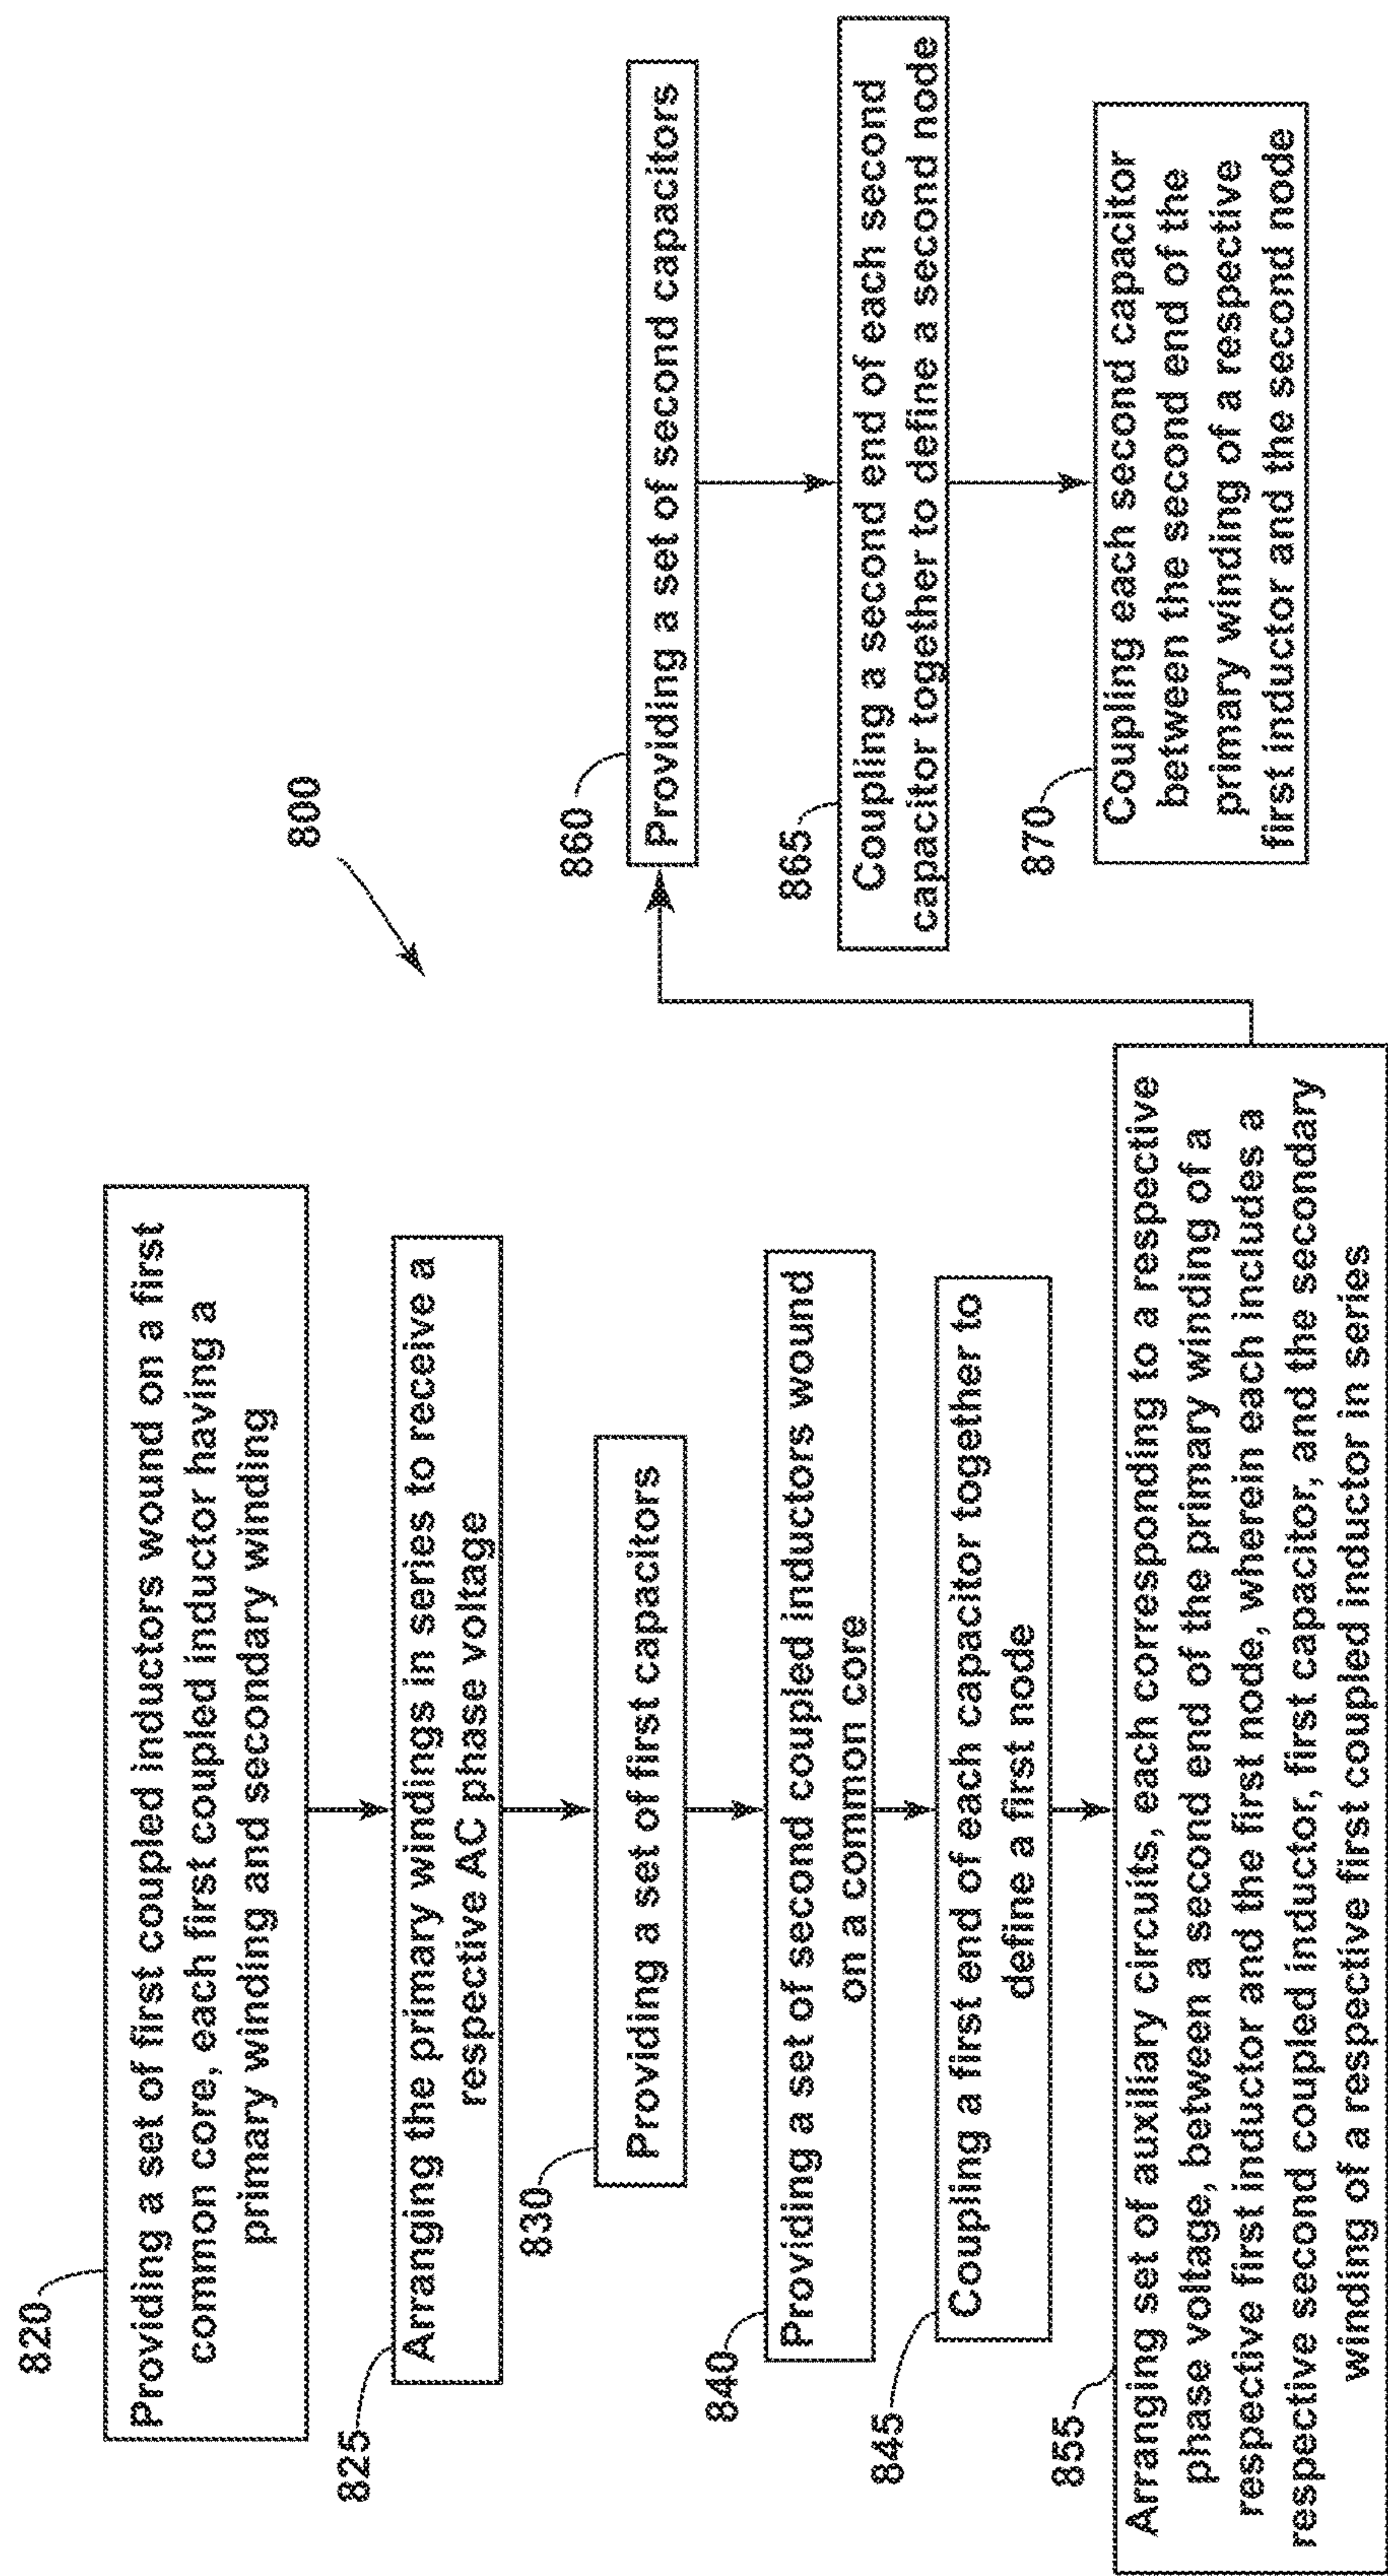 800
820
Providing a set of first coupled inductors wound on a first
common core, each first coupled inductor having a
primary winding and secondary winding
825
Arranging the primary windings in series to receive a
respective AC phase voltage
830
Providing a set of first capacitors
840
Providing a set of second coupled inductors wound
on a common core
845
Coupling a first end of each capacitor together to
define a first node
855
Arranging set of auxiliary circuits, each corresponding to a respective
phase voltage, between a second end of the primary winding of a
respective first inductor and the first node, wherein each includes a
respective second coupled inductor, first capacitor, and the secondary
winding of a respective first coupled inductor in series
860
Providing a set of second capacitors
865
Coupling a second end of each second
capacitor together to define a second node
870
Coupling each second capacitor
between the second end of the
primary winding of a respective
first inductor and the second node